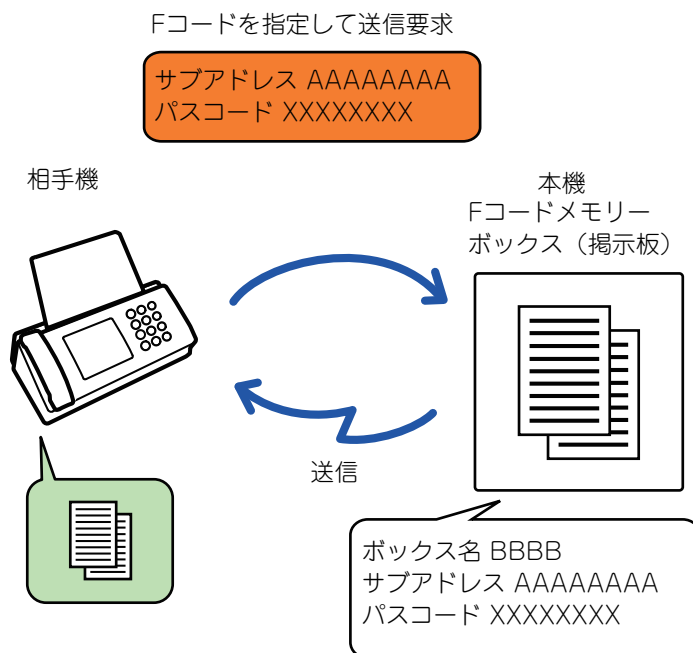 Fコードを指定して送信要求
サブアドレス AAAAAAAA
パスコード XXXXXXXX
相手機
本機
Fコードメモリー
ボックス（掲示板）
送信
ボックス名 BBBB
サブアドレス AAAAAAAA
パスコード XXXXXXXX